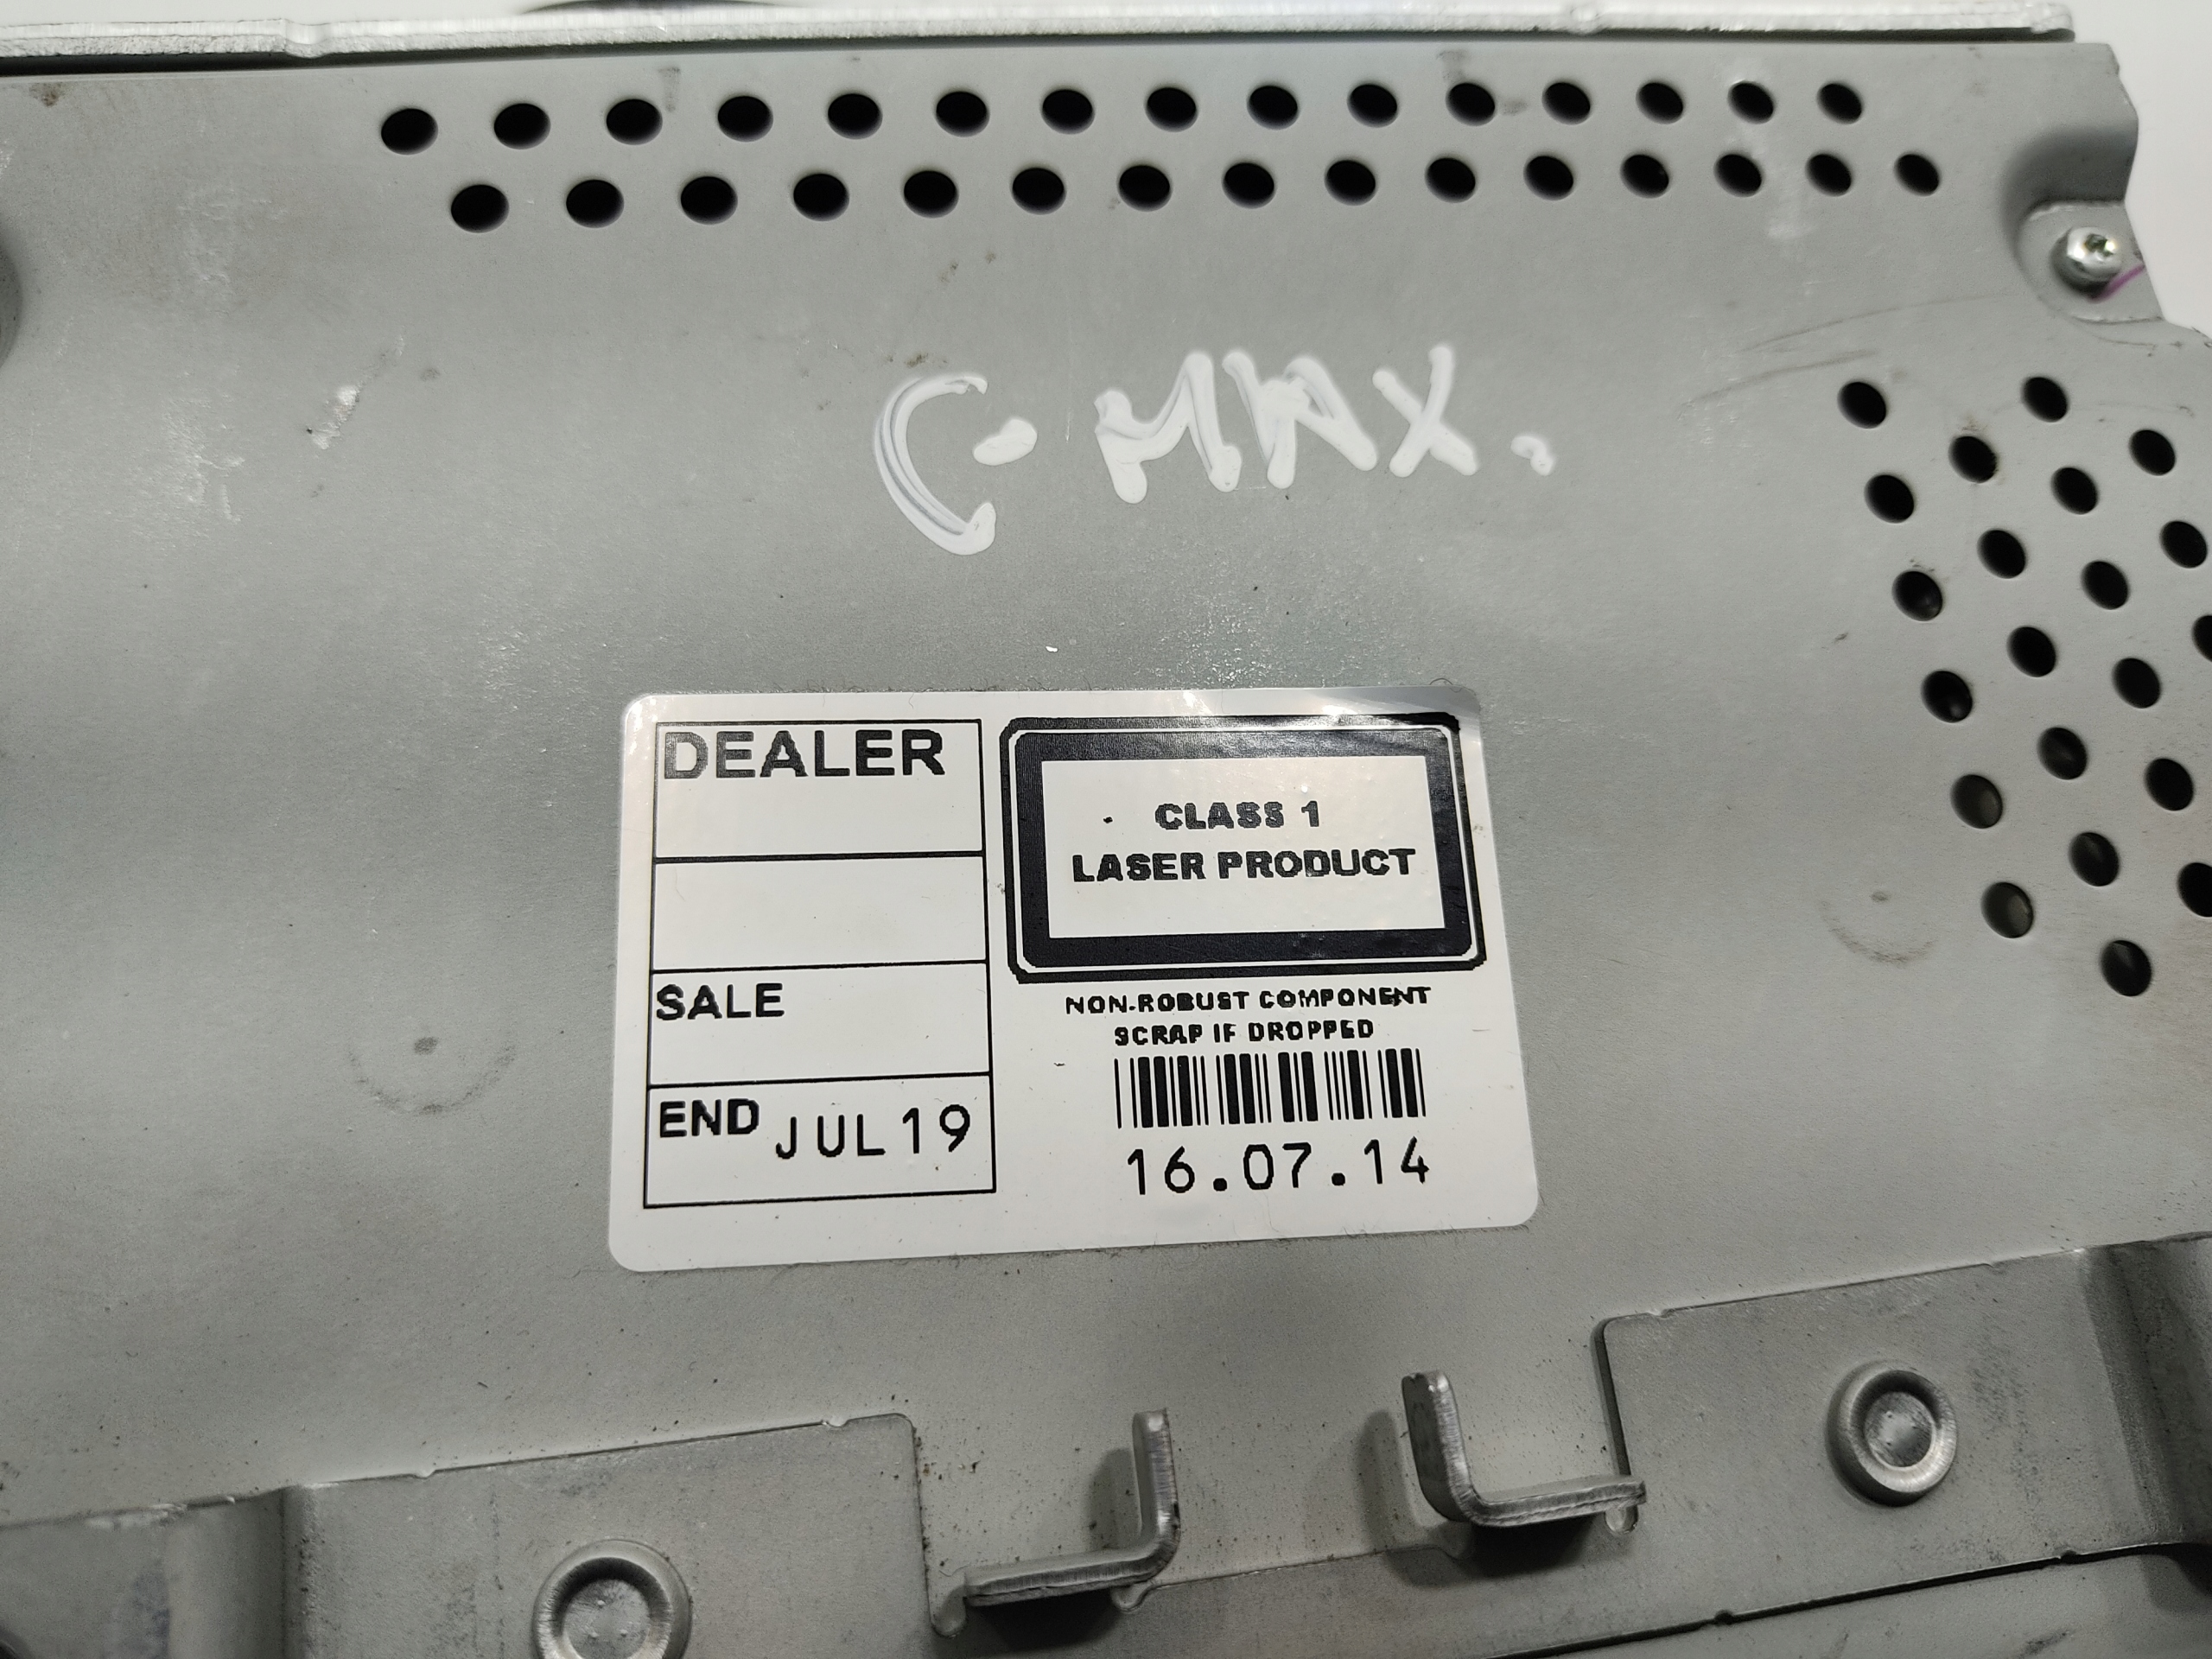 C-MAX.
DEALER
SALE
END JUL19
CLASS 1
LASER PRODUCT
NON-ROBUST COMPONENT
SCRAP IF DROPPED
16.07.14